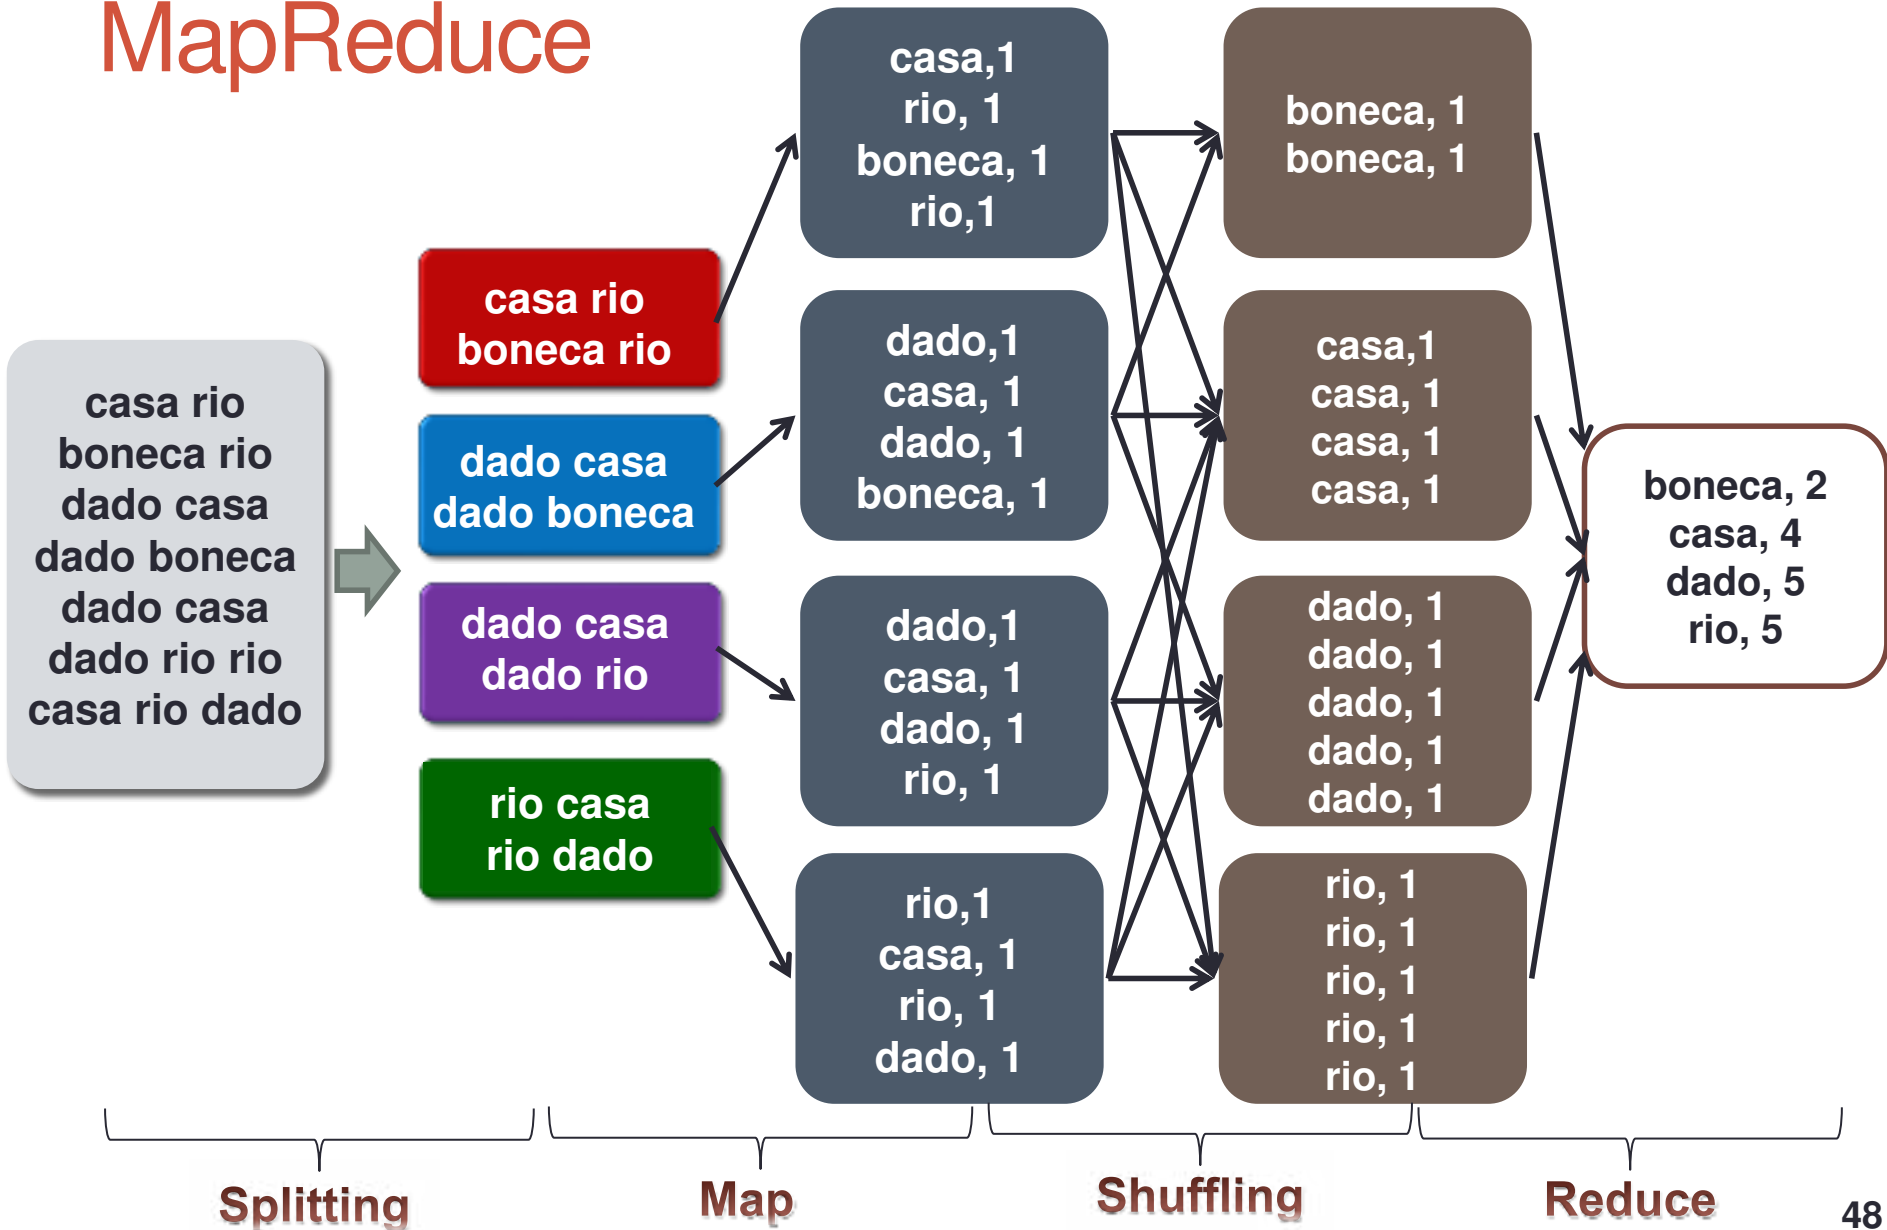 MapReduce
casa rio
boneca rio
dado casa
dado boneca
dado casa
dado rio rio
casa rio dado
casa rio
boneca rio
dado casa
dado boneca
dado casa
dado rio
rio casa
rio dado
casa,1
rio, 1
boneca, 1
rio,1
dado,1
casa, 1
dado, 1
boneca, 1
dado,1
casa, 1
dado, 1
rio, 1
rio,1
casa, 1
rio, 1
dado, 1
boneca, 1
boneca, 1
casa,1
casa, 1
casa, 1
casa, 1
dado, 1
dado, 1
dado, 1
dado, 1
dado, 1
rio, 1
rio, 1
rio, 1
rio, 1
rio, 1
boneca, 2
casa, 4
dado, 5
rio, 5
Splitting
Map
Shuffling
Reduce
48